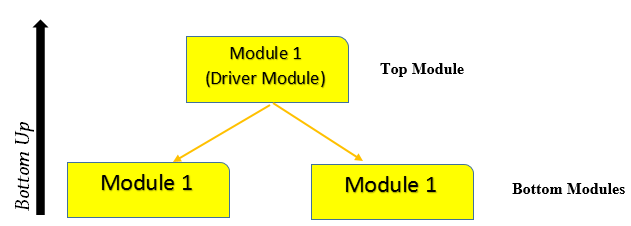 Module 1
(Driver Module)
Top Module
Bottom Up
Module 1
Module 1
Bottom Modules